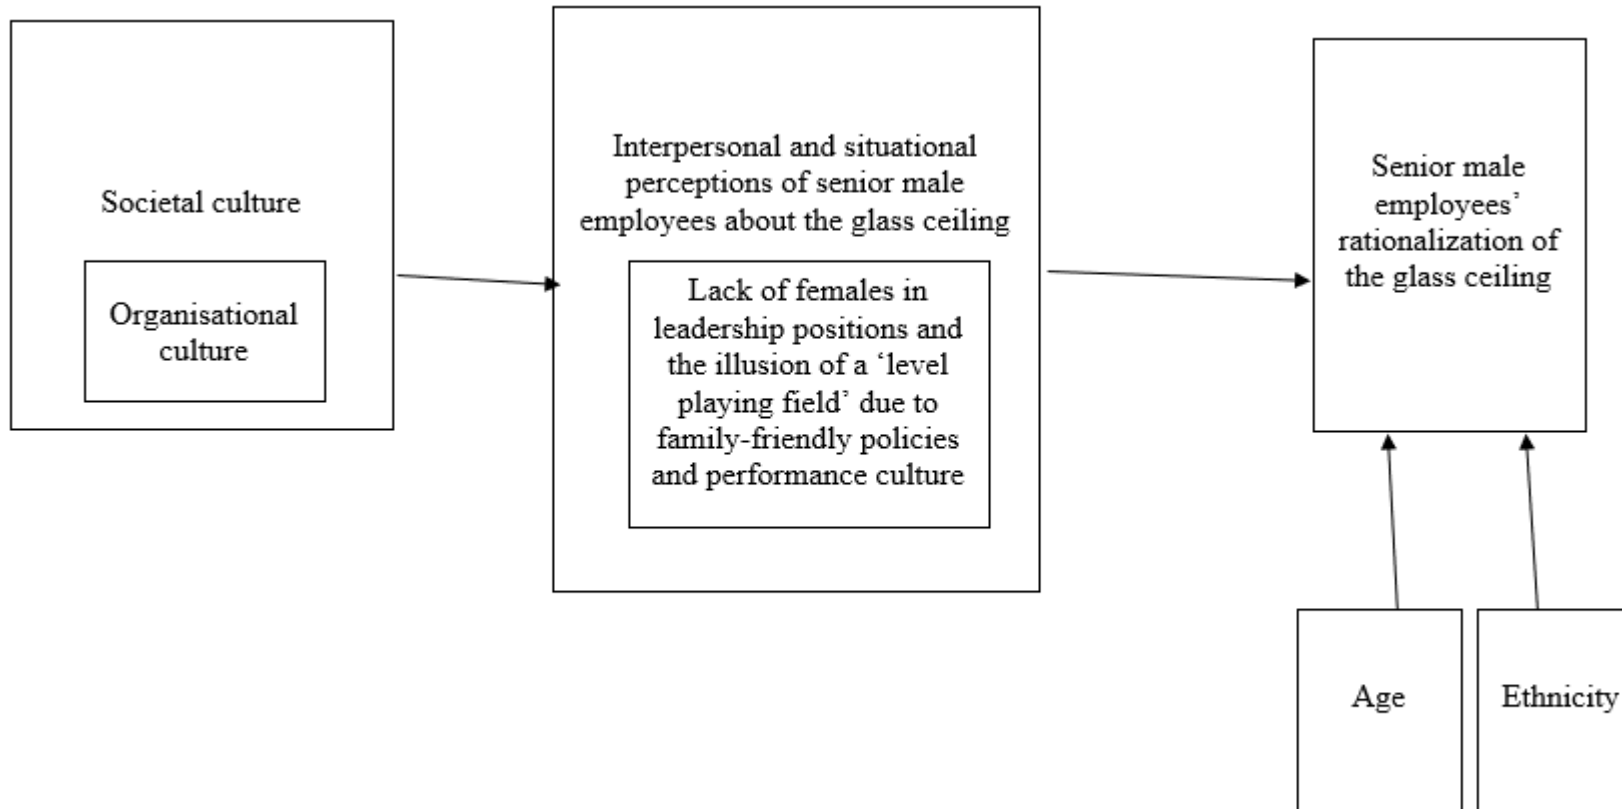 Societal culture
Organisational
culture
Interpersonal and situational
perceptions of senior male
employees about the glass ceiling
Lack of females in
leadership positions and
the illusion of a ‘level
playing field’ due to
family-friendly policies
and performance culture
Senior male
employees’
rationalization of
the glass ceiling
Age
Ethnicity